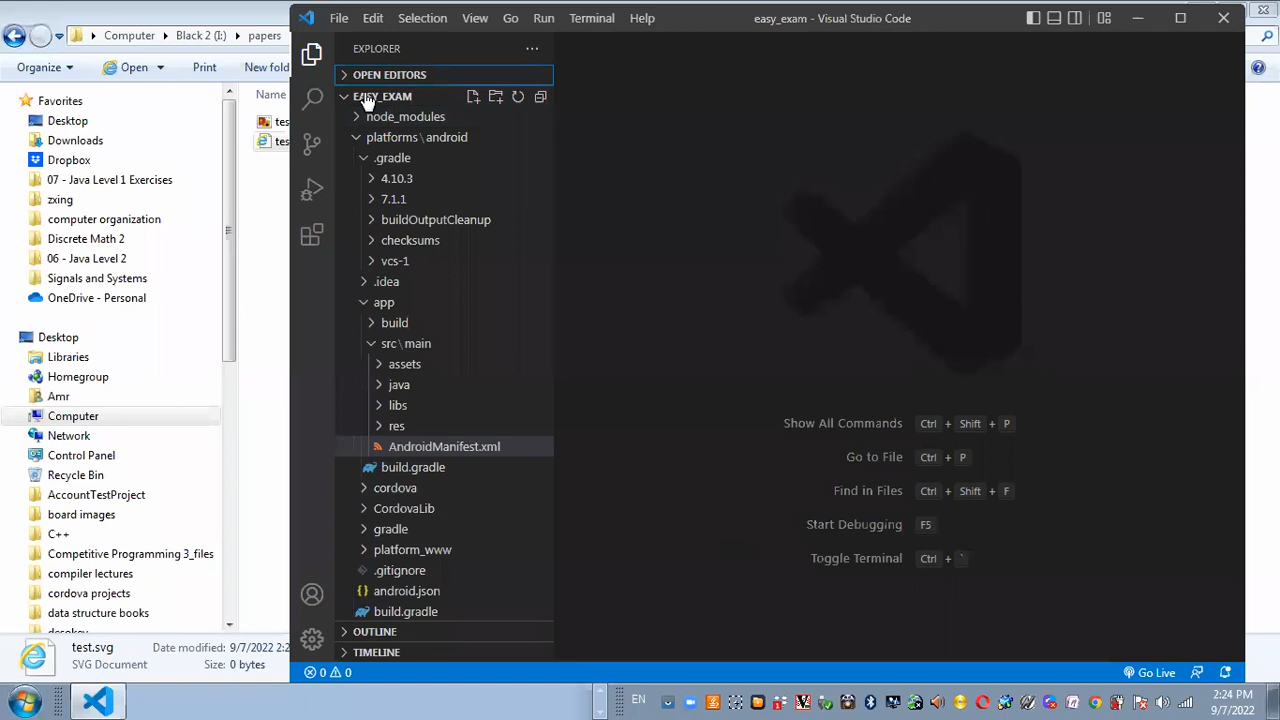 File Edit Selection View Go Run Terminal Help easy_exam - Visual Studio Code
Computer Black 2 (I:) papers
EXPLORER
Organize Open Print New fold
OPEN EDITORS
Name
EASY_EXAM
Favorites
node_modules
Desktop
tes
platforms\android
Downloads
tes
.gradle
Dropbox
4.10.3
07 - Java Level 1 Exercises
7.1.1
zxing
buildOutputCleanup
computer organization
checksums
Discrete Math 2
vcs-1
06 - Java Level 2
.idea
Signals and Systems
app
OneDrive - Personal
build
Desktop
src\main
Libraries
assets
Homegroup
java
Amr
libs
Computer
res
Network
AndroidManifest.xml
Control Panel
build.gradle
Recycle Bin
cordova
AccountTestProject
CordovaLib
board images
gradle
C++
platform_www
Competitive Programming 3_files
.gitignore
compiler lectures
android.json
cordova projects
build.gradle
data structure books
OUTLINE
TIMELINE
Show All Commands Ctrl + Shift + P
Go to File Ctrl + P
Find in Files Ctrl + Shift + F
Start Debugging F5
Toggle Terminal Ctrl + `
test.svg Date modified: 9/7/2022 2:2
SVG Document Size: 0 bytes
0 0 Go Live
EN
2:24 PM
9/7/2022